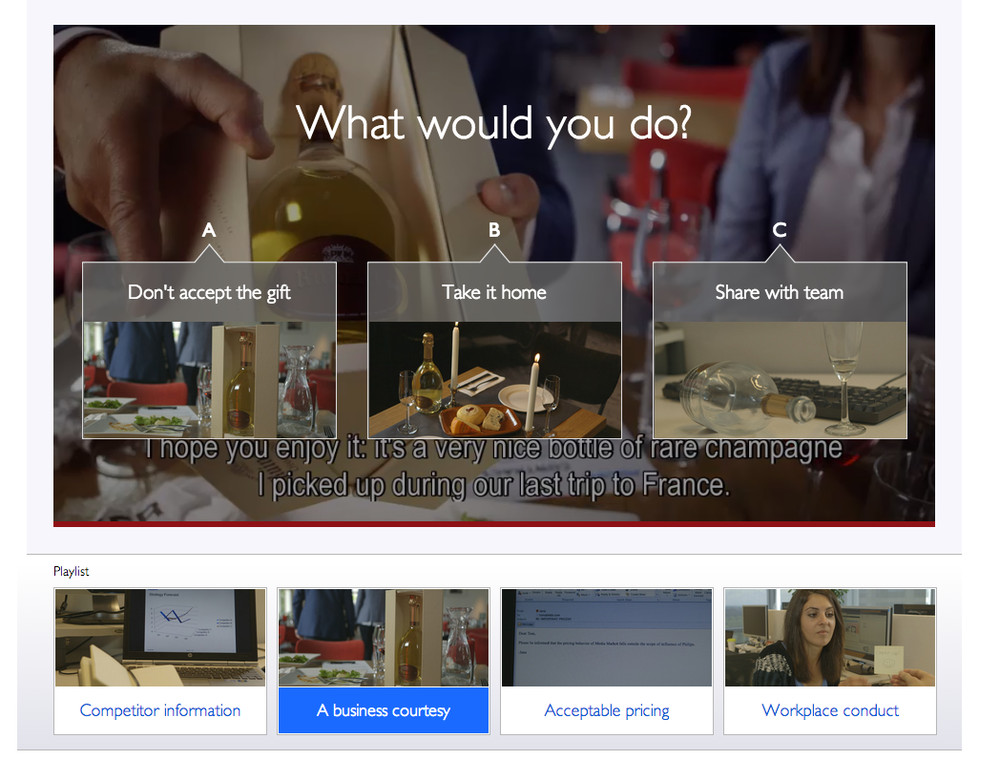 What would you do?
A
B
C
Don't accept the gift
Take it home
Share with team
I hope you enjoy it: it's a very nice bottle of rare champagne
I picked up during our last trip to France.
Playlist
Dear Tom,
Competitor information
A business courtesy
Acceptable pricing
Workplace conduct